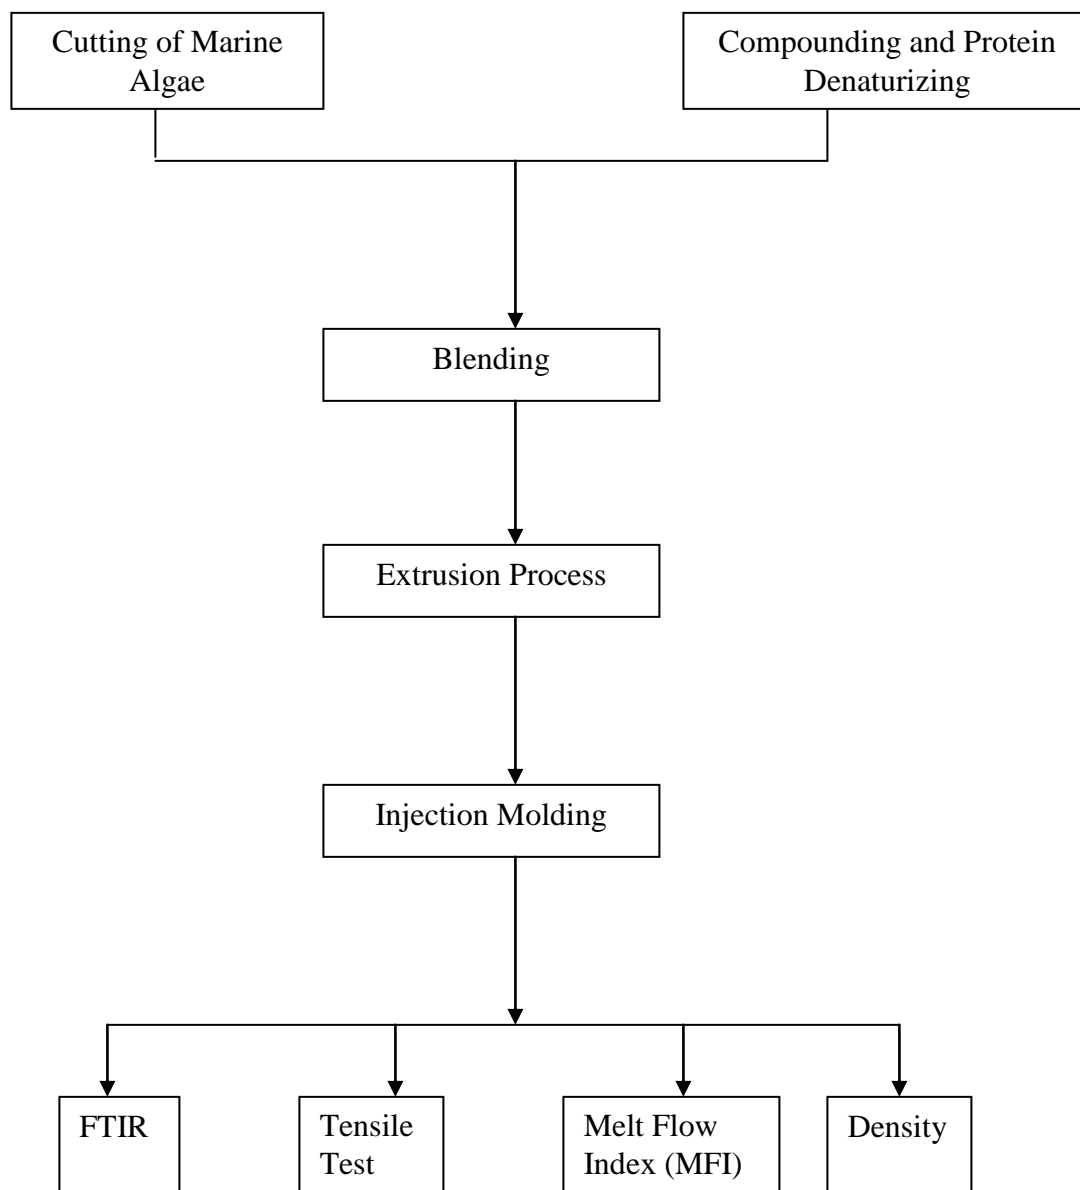 Cutting of Marine
Algae
Compounding and Protein
Denaturizing
Blending
Extrusion Process
Injection Molding
FTIR
Tensile
Test
Melt Flow
Index (MFI)
Density